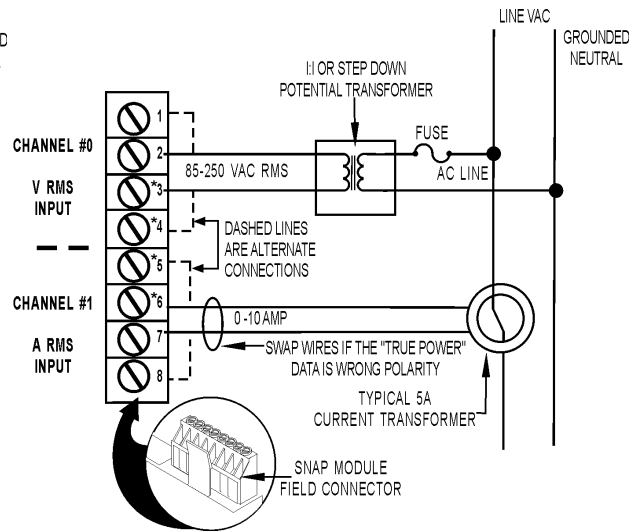 LINE VAC
GROUNDED
NEUTRAL
D
I:I OR STEP DOWN
POTENTIAL TRANSFORMER
FUSE
AC LINE
1
CHANNEL #0
2
85-250 VAC RMS
V RMS
INPUT
*3
*4
DASHED LINES
ARE ALTERNATE
CONNECTIONS
*5
CHANNEL #1
*6
0 -10 AMP
7
A RMS
INPUT
8
SWAP WIRES IF THE "TRUE POWER"
DATA IS WRONG POLARITY
TYPICAL 5A
CURRENT TRANSFORMER
SNAP MODULE
FIELD CONNECTOR